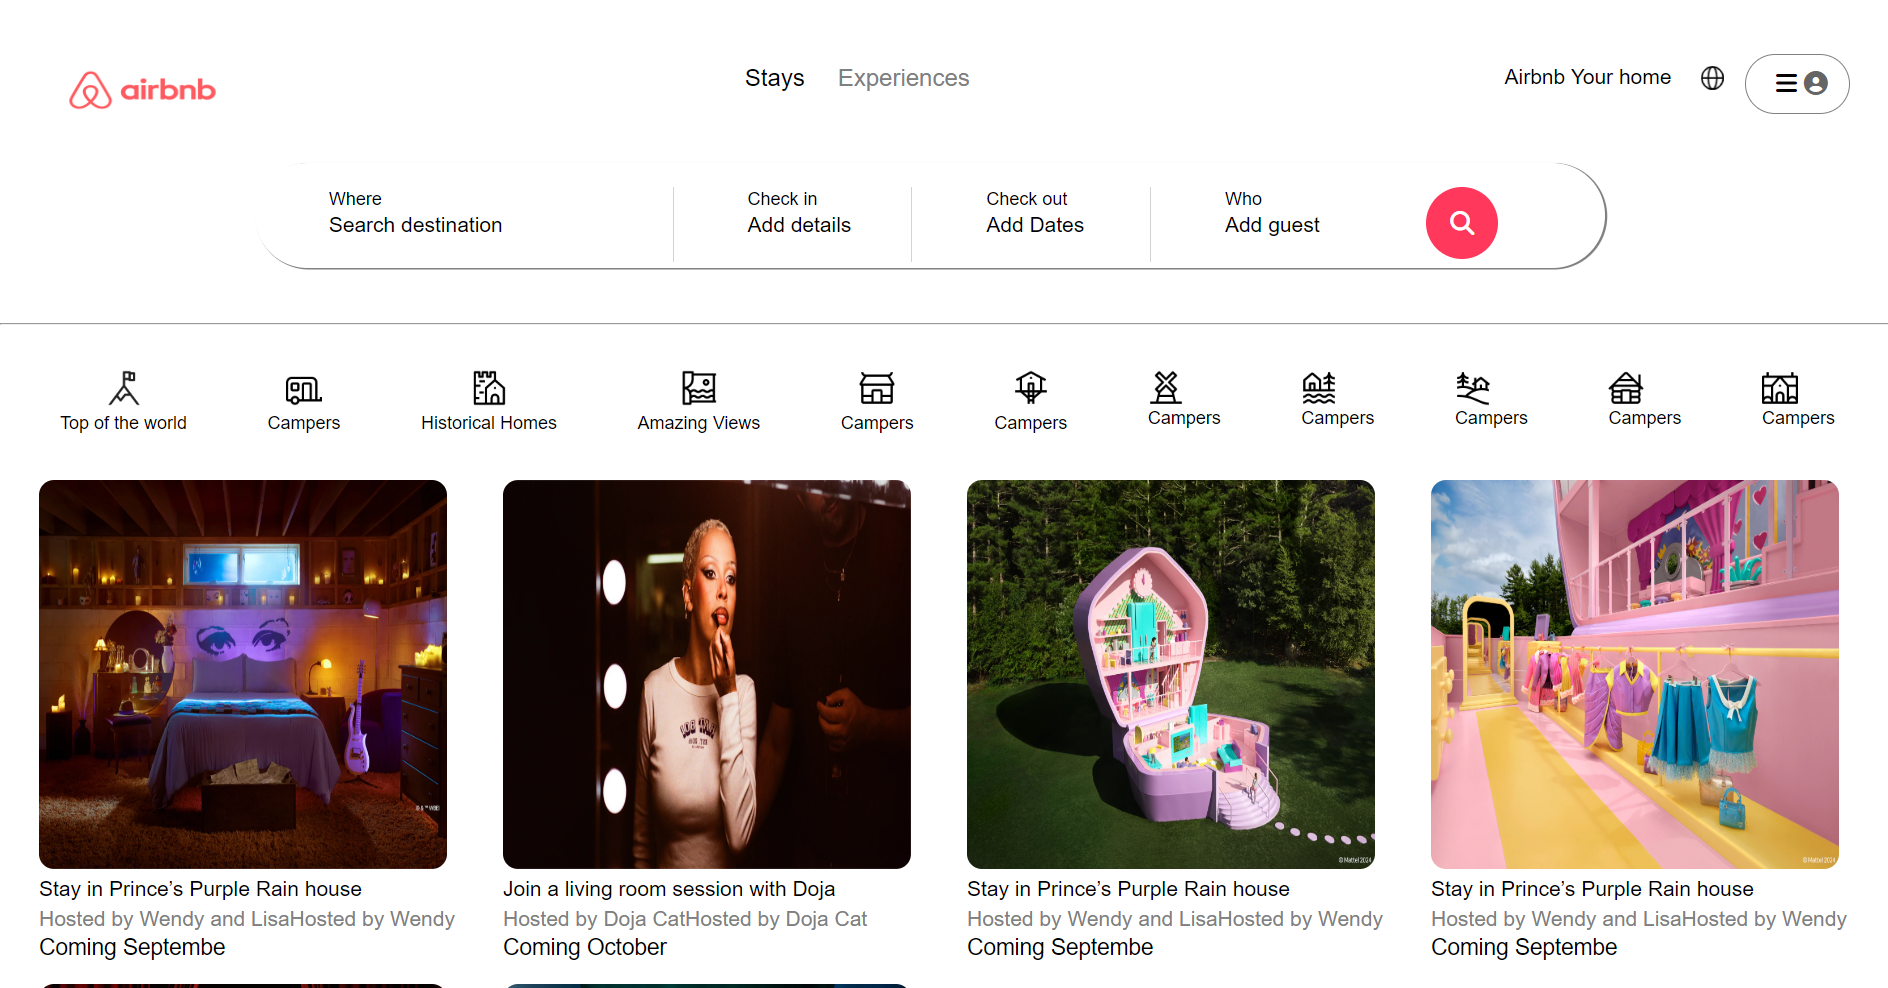 airbnb
Stays Experiences
Airbnb Your home
Where Check in Check out Who
Search destination Add details Add Dates Add guest
Top of the world Campers Historical Homes Amazing Views Campers Campers Campers Campers Campers Campers Campers
© Mattel 2024 © Mattel 2024
Stay in Prince’s Purple Rain house Join a living room session with Doja Stay in Prince’s Purple Rain house Stay in Prince’s Purple Rain house
Hosted by Wendy and LisaHosted by Wendy Hosted by Doja CatHosted by Doja Cat Hosted by Wendy and LisaHosted by Wendy Hosted by Wendy and LisaHosted by Wendy
Coming Septembe Coming October Coming Septembe Coming Septembe